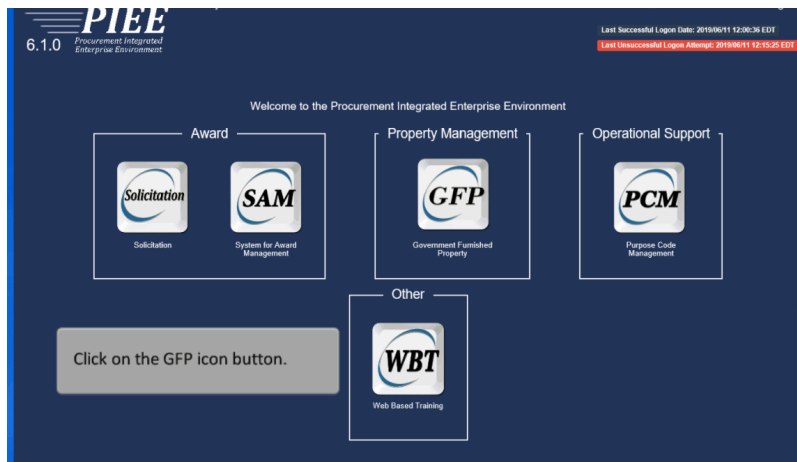 PIEE
6.1.0
Procurement Integrated
Enterprise Environment
Last Successful Logon Date: 2019/06/11 12:00:36 EDT
Last Unsuccessful Logon Attempt: 2019/06/11 12:15:25 EDT
Welcome to the Procurement Integrated Enterprise Environment
Award
Solicitation
Solicitation
SAM
System for Award
Management
Property Management
GFP
Government Furnished
Property
Operational Support
PCM
Purpose Code
Management
Other
WBT
Web Based Training
Click on the GFP icon button.